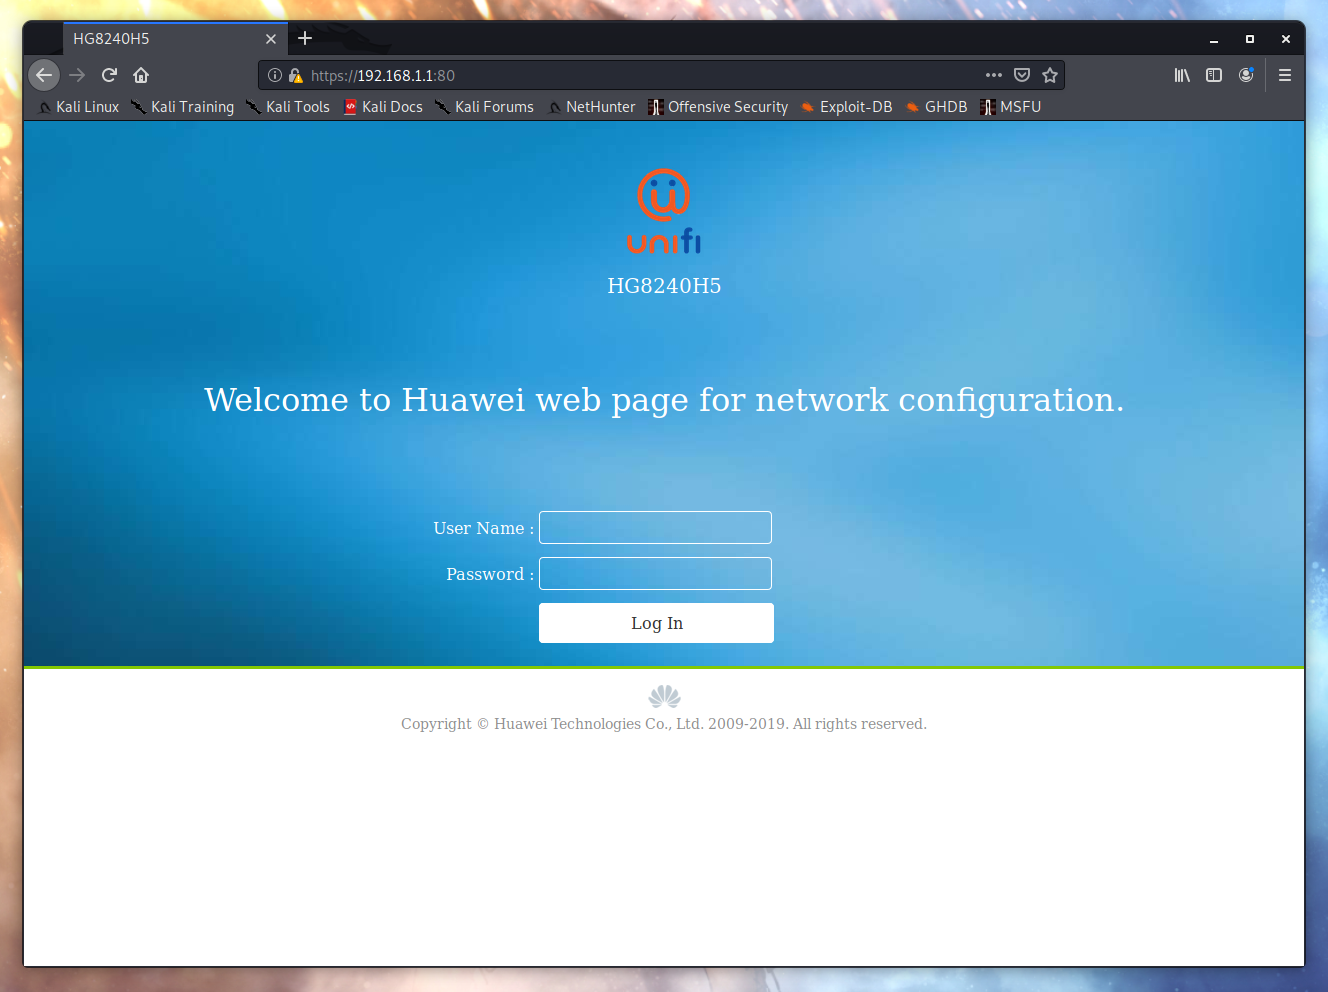 HG8240H5
https://192.168.1.1:80
Kali Linux Kali Training Kali Tools Kali Docs Kali Forums NetHunter Offensive Security Exploit-DB GHDB MSFU
unifi
HG8240H5
Welcome to Huawei web page for network configuration.
User Name :
Password :
Log In
Copyright © Huawei Technologies Co., Ltd. 2009-2019. All rights reserved.